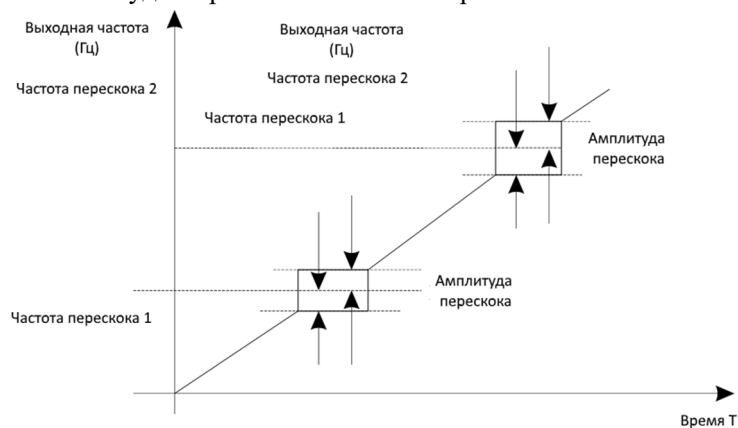 Выходная частота
(Гц)
Выходная частота
(Гц)
Частота перескока 2
Частота перескока 2
Частота перескока 1
Амплитуда
перескока
Амплитуда
перескока
Частота перескока 1
Время T